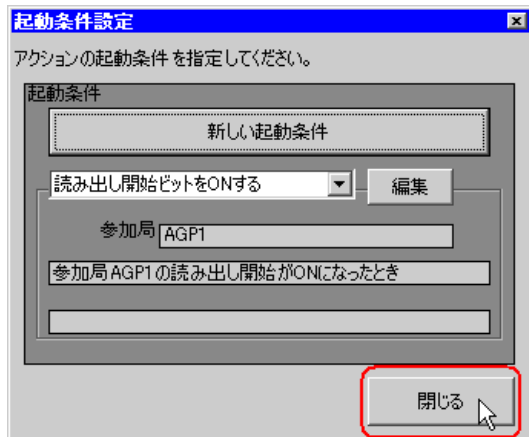 起動条件設定
アクションの起動条件を指定してください。
起動条件
新しい起動条件
読み出し開始ビットをONする
編集
参加局 AGP1
参加局AGP1の読み出し開始がONになったとき
閉じる